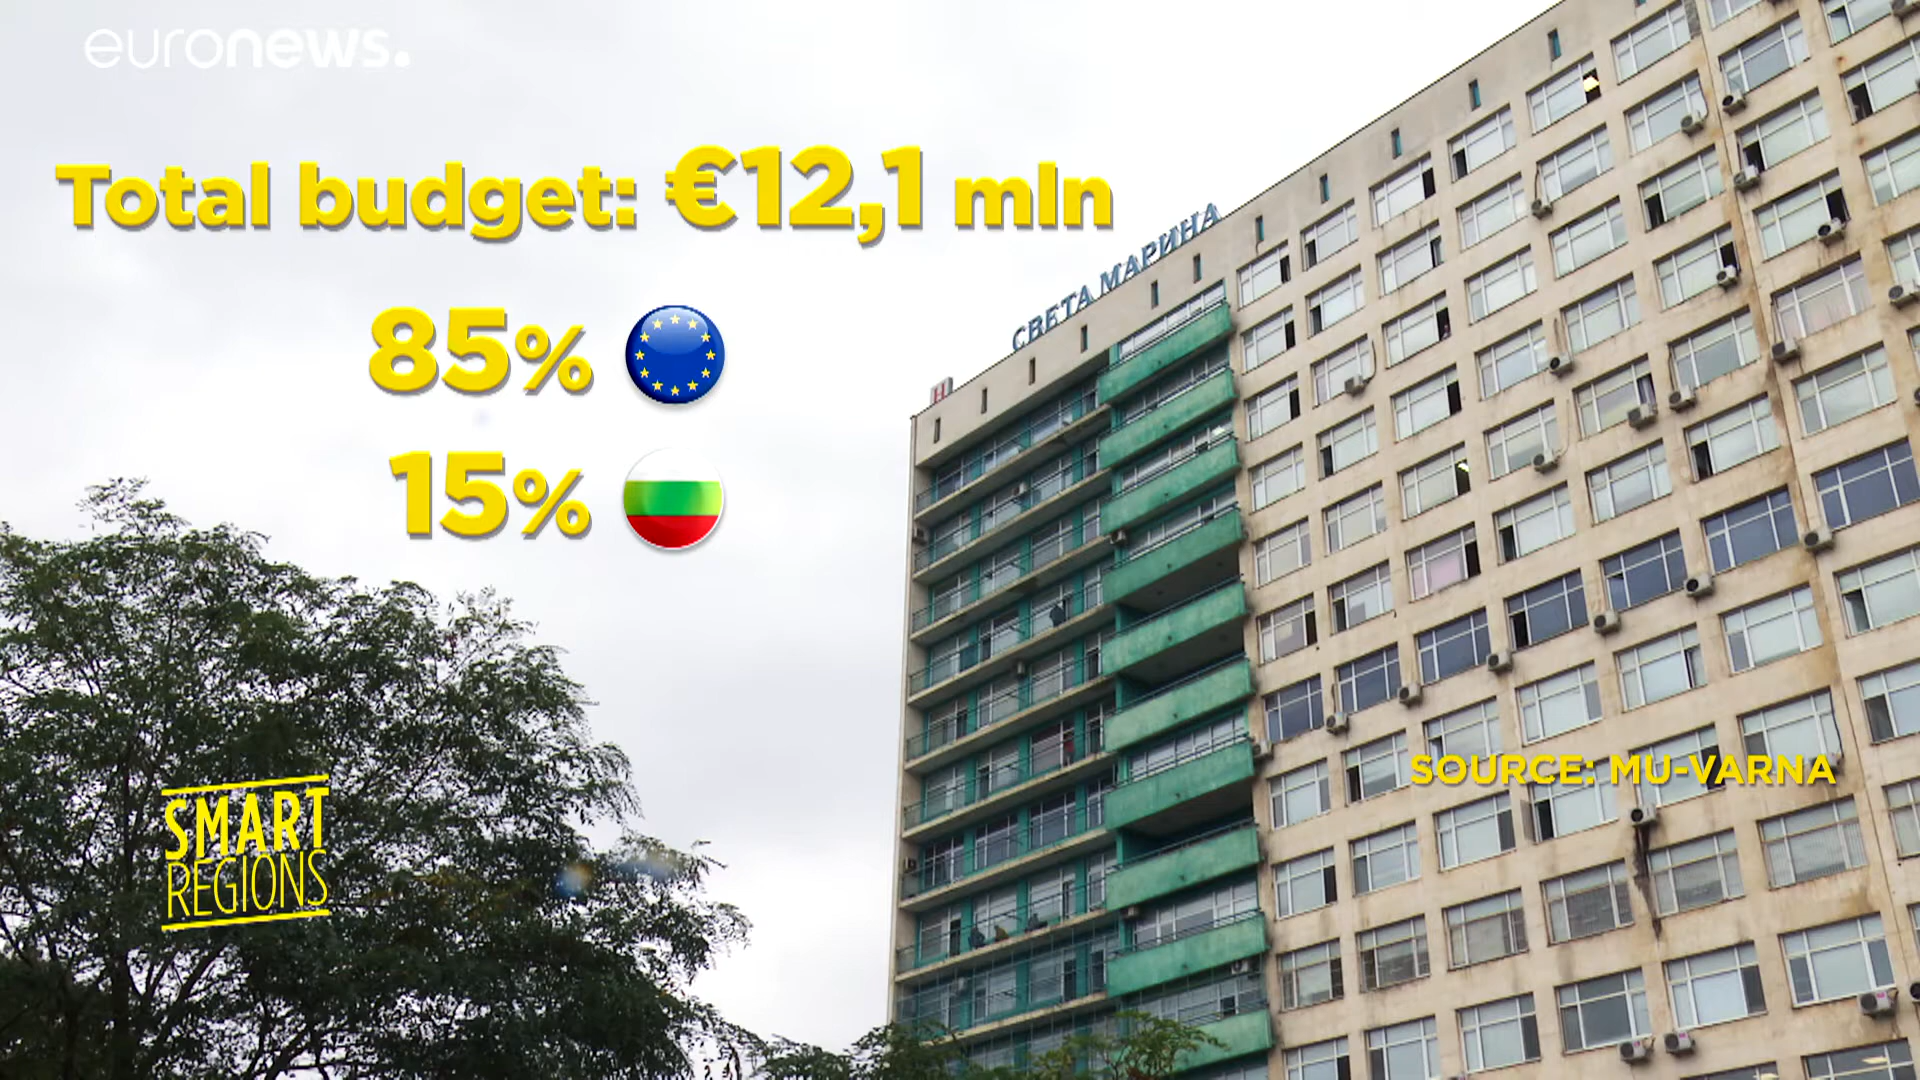 euronews.
Total budget: €12,1 mln
85%
15%
СВЕТА МАРИНА
H
SOURCE: MU-VARNA
SMART
REGIONS